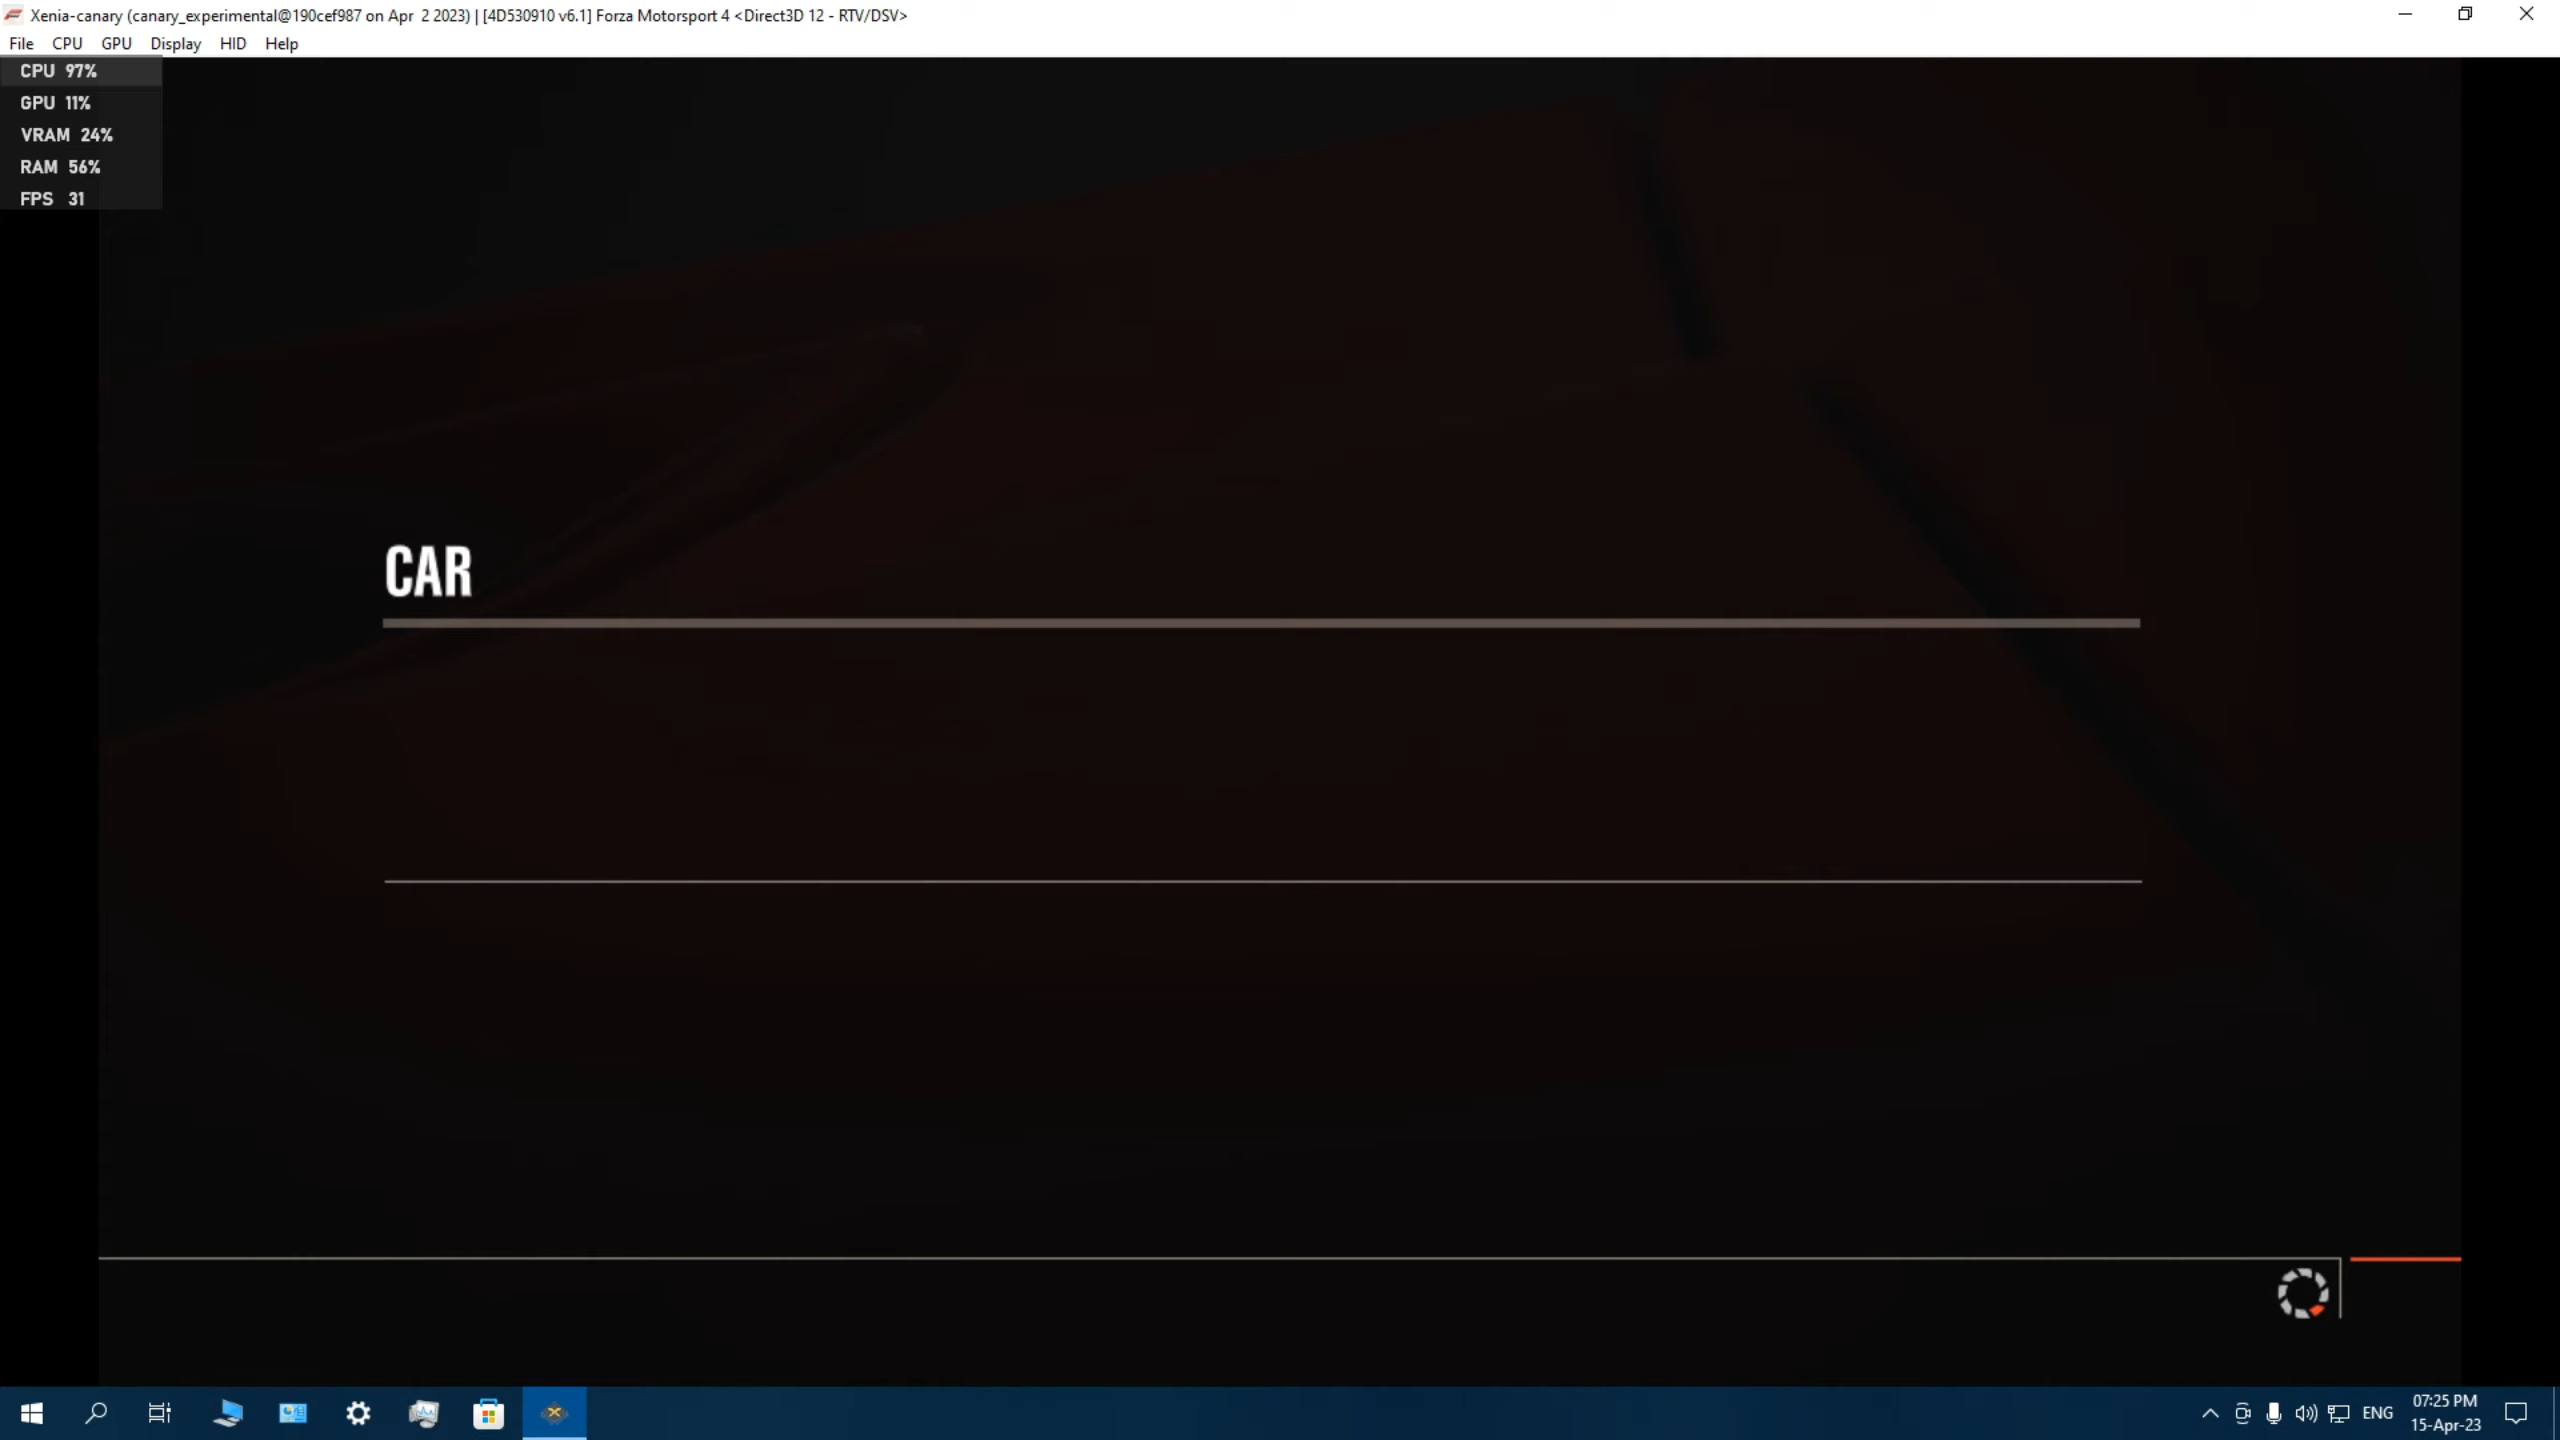 Xenia-canary (canary_experimental@190cef987 on Apr  2 2023) | [4D530910 v6.1] Forza Motorsport 4 <Direct3D 12 - RTV/DSV>
File CPU GPU Display HID Help
CPU 97%
GPU 11%
VRAM 24%
RAM 56%
FPS 31
CAR
ENG
07:25 PM
15-Apr-23